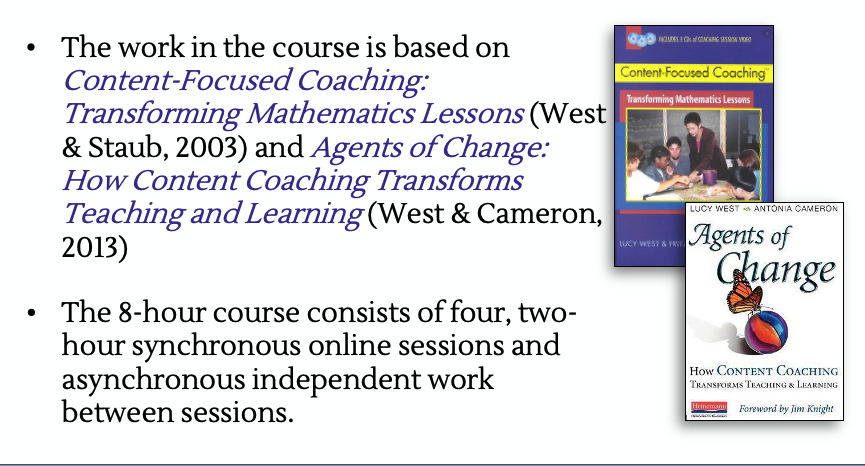 • The work in the course is based on
Content-Focused Coaching:
Transforming Mathematics Lessons (West
& Staub, 2003) and Agents of Change:
How Content Coaching Transforms
Teaching and Learning (West & Cameron,
2013)
• The 8-hour course consists of four, two-
hour synchronous online sessions and
asynchronous independent work
between sessions.
INCLUDES 3 CDs of COACHING SESSION VIDEO
Content-Focused Coaching
Transforming Mathematics Lessons
LUCY WEST &
LUCY WEST ANTONIA CAMERON
Agents of
Change
How CONTENT COACHING
TRANSFORMS TEACHING & LEARNING
Heinemann
Foreword by Jim Knight